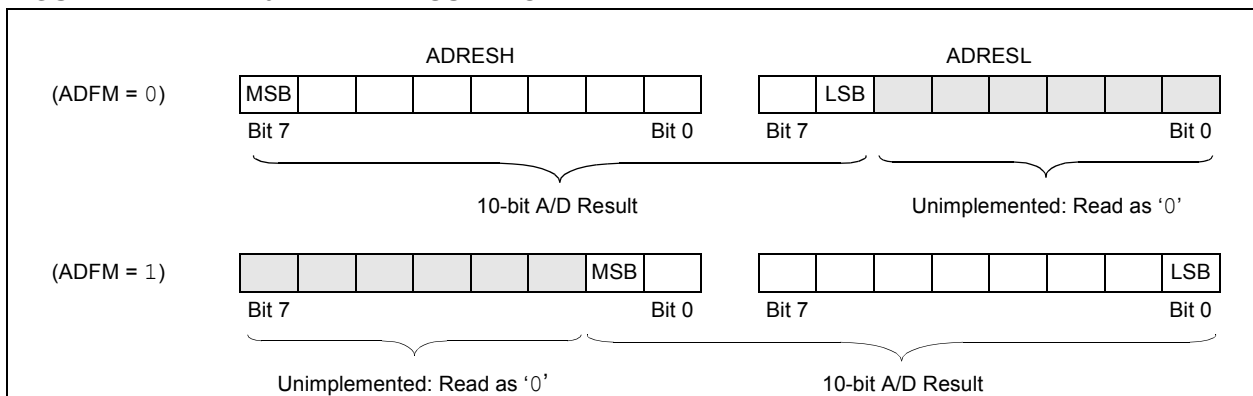 ADRESH ADRESL
(ADFM = 0) MSB LSB
Bit 7 Bit 0 Bit 7 Bit 0
10-bit A/D Result Unimplemented: Read as ‘0’
(ADFM = 1) MSB LSB
Bit 7 Bit 0 Bit 7 Bit 0
Unimplemented: Read as ‘0’ 10-bit A/D Result